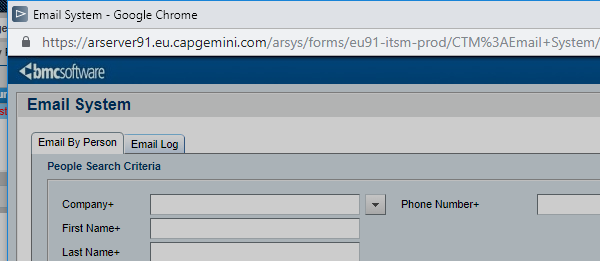 Email System - Google Chrome
https://arserver91.eu.capgemini.com/arsys/forms/eu91-itsm-prod/CTM%3AEmail+System/
bmcsoftware
Email System
Email By Person Email Log
People Search Criteria
Company+ Phone Number+
First Name+
Last Name+